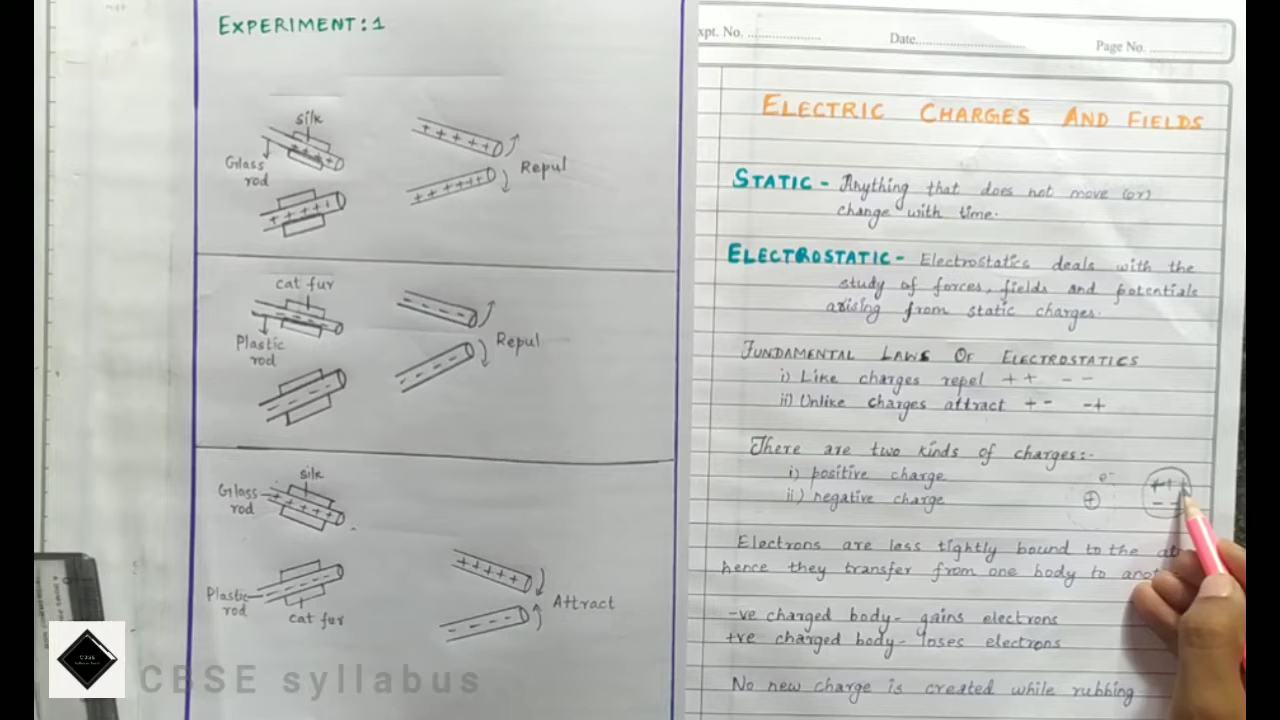 EXPERIMENT: 1
silk
Glass
rod
Repul
cat fur
Plastic
rod
Repul
silk
Glass
rod
Plastic
rod
cat fur
Attract
xpt. No. .................... Date.............................. Page No. ....................
ELECTRIC CHARGES AND FIELDS
STATIC - Anything that does not move (or)
change with time.
ELECTROSTATIC - Electrostatics deals with the
study of forces, fields and potentials
arising from static charges.
FUNDAMENTAL LAWS OF ELECTROSTATICS
i) Like charges repel + + - -
ii) Unlike charges attract + - - +
There are two kinds of charges:-
i) positive charge
ii) negative charge
e-
Electrons are less tightly bound to the
hence they transfer from one body to
-ve charged body- gains electrons
+ve charged body- loses electrons
No new charge is created while rubbing
CBSE
CBSE syllabus